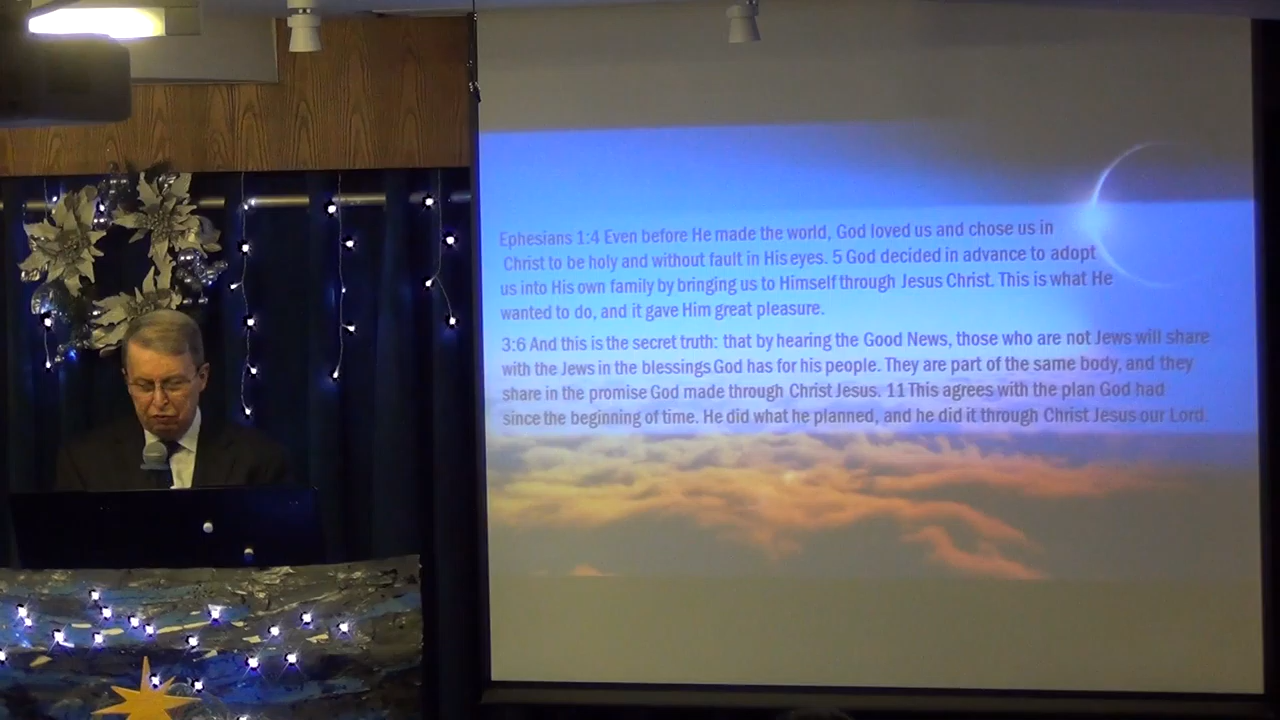 Ephesians 1:4 Even before He made the world, God loved us and chose us in
Christ to be holy and without fault in His eyes. 5 God decided in advance to adopt
us into His own family by bringing us to Himself through Jesus Christ. This is what He
wanted to do, and it gave Him great pleasure.
3:6 And this is the secret truth: that by hearing the Good News, those who are not Jews will share
with the Jews in the blessings God has for his people. They are part of the same body, and they
share in the promise God made through Christ Jesus. 11 This agrees with the plan God had
since the beginning of time. He did what he planned, and he did it through Christ Jesus our Lord.